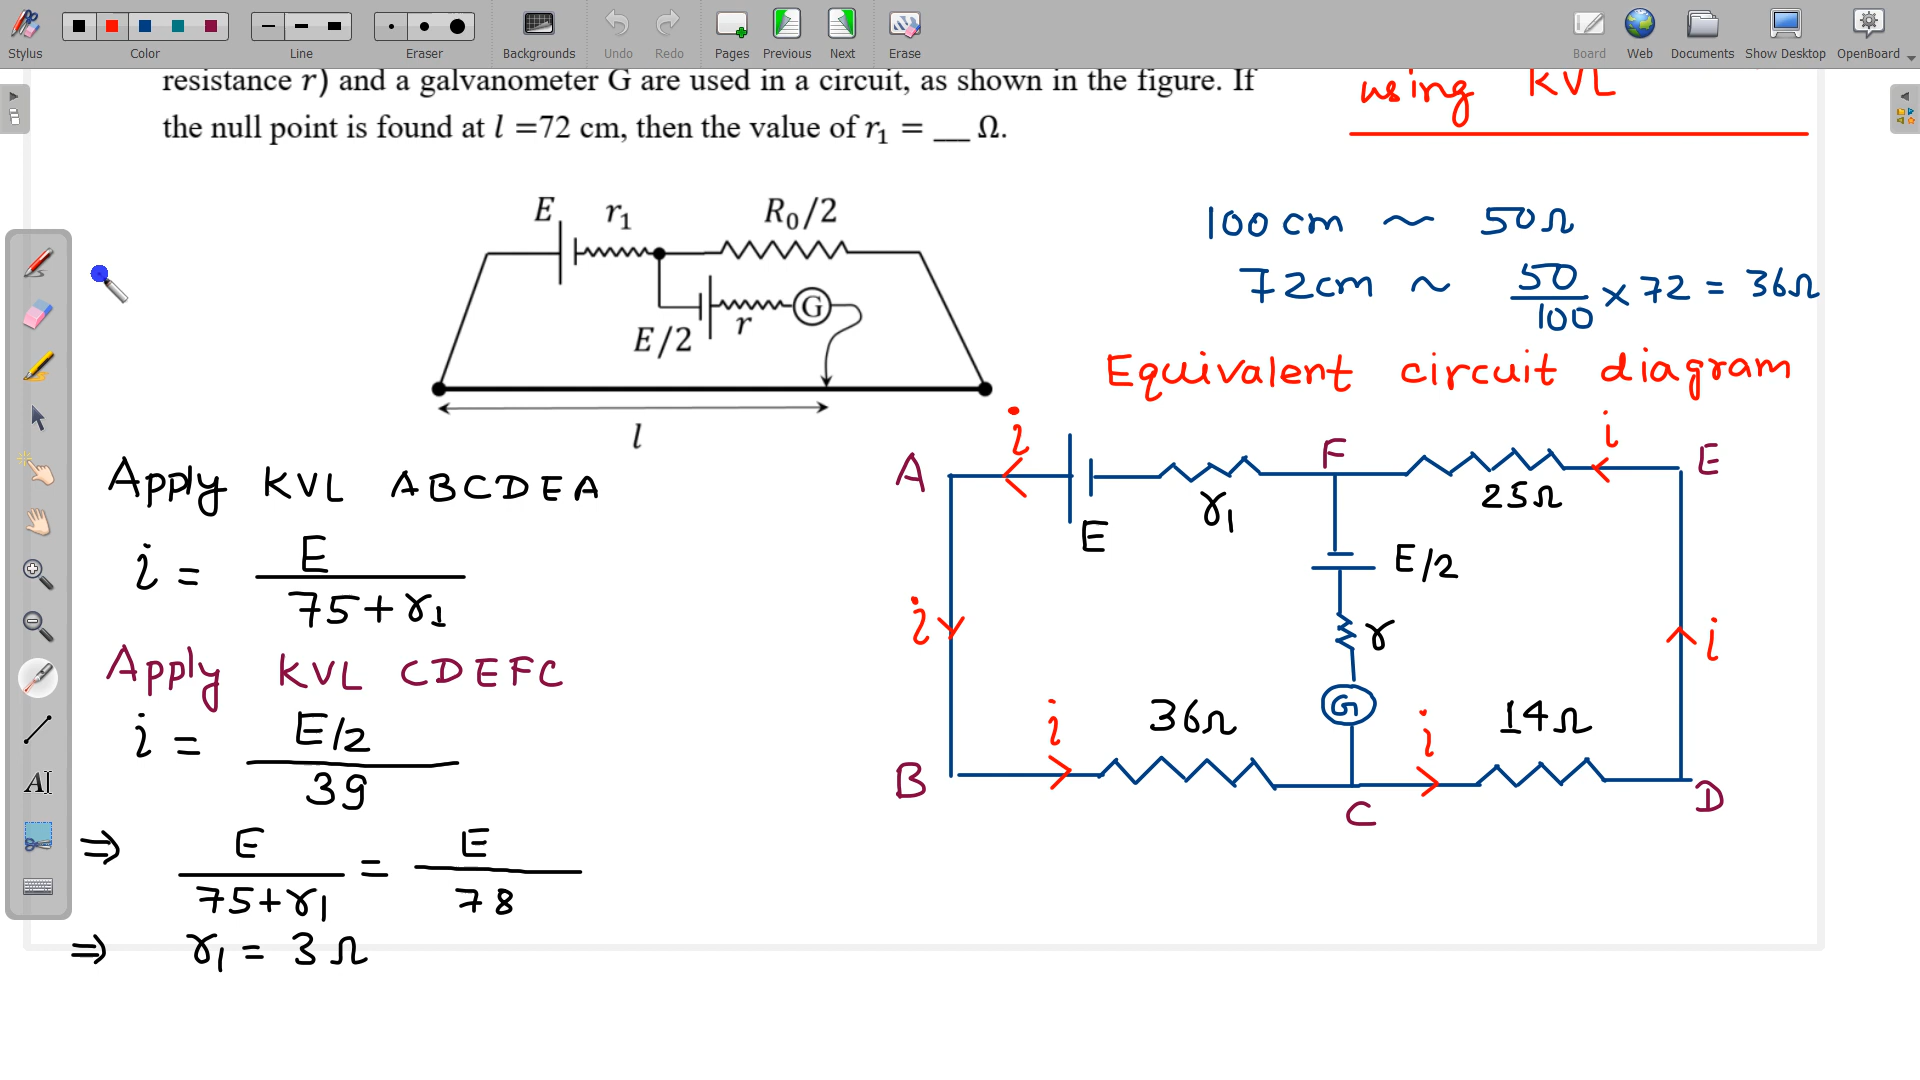 Stylus Color Line Eraser Backgrounds Undo Redo Pages Previous Next Erase Board Web Documents Show Desktop OpenBoard
resistance r) and a galvanometer G are used in a circuit, as shown in the figure. If
the null point is found at l =72 cm, then the value of r₁ = __ Ω.
using KVL
E r₁ R₀/2
E/2 r G
l
100 cm ~ 50Ω
72cm ~ 50/100 × 72 = 36Ω
Equivalent circuit diagram
A i E r₁ F 25Ω i E
E/2
i r i
G
B i 36Ω C i 14Ω D
Apply KVL ABCDEA
i = E/(75+r₁)
Apply KVL CDEFC
i = E/2/39
⇒ E/(75+r₁) = E/78
⇒ r₁ = 3Ω
AI